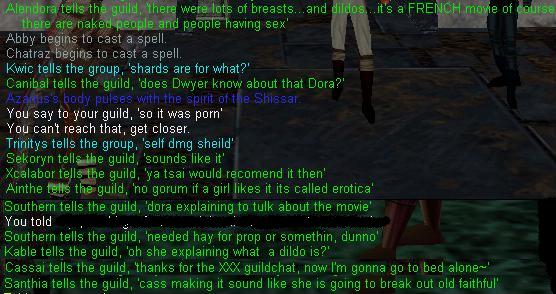 Alendora tells the guild, 'there were lots of breasts...and dildos...it's a FRENCH movie of course
there are naked people and people having sex'
Abby begins to cast a spell.
Chatraz begins to cast a spell.
Kwic tells the group, 'shards are for what?'
Canibal tells the guild, 'does Dwyer know about that Dora?'
Azarius's body pulses with the spirit of the Shissar.
You say to your guild, 'so it was porn'
You can't reach that, get closer.
Trinitys tells the group, 'self dmg sheild'
Sekoryn tells the guild, 'sounds like it'
Xcalabor tells the guild, 'ya tsai would recomend it then'
Ainthe tells the guild, 'no gorum if a girl likes it its called erotica'
Southern tells the guild, 'dora explaining to tulk about the movie'
You told
Southern tells the guild, 'needed hay for prop or somethin, dunno'
Kable tells the guild, 'oh she explaining what a dildo is?'
Cassai tells the guild, 'thanks for the XXX guildchat, now I'm gonna go to bed alone~'
Santhia tells the guild, 'cass making it sound like she is going to break out old faithful'